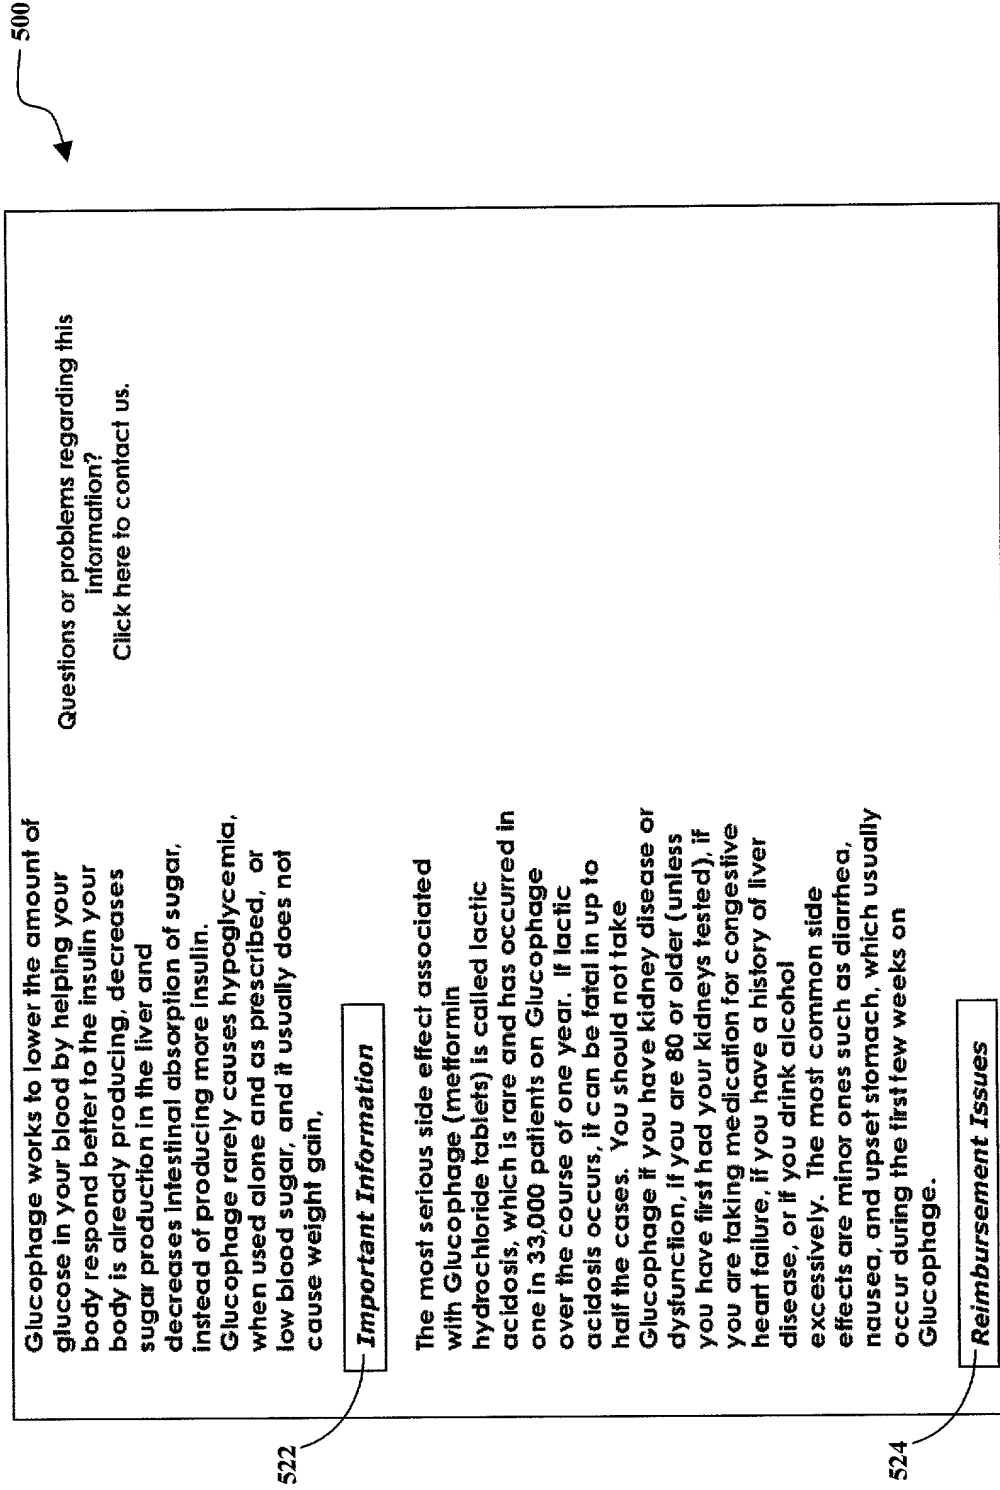 500
Glucophage works to lower the amount of
glucose in your blood by helping your
body respond better to the insulin your
body is already producing, decreases
sugar production in the liver and
decreases intestinal absorption of sugar,
instead of producing more insulin.
Glucophage rarely causes hypoglycemia,
when used alone and as prescribed, or
low blood sugar, and it usually does not
cause weight gain,
Questions or problems regarding this
information?
Click here to contact us.
522
Important Information
The most serious side effect associated
with Glucophage (metformin
hydrochloride tablets) is called lactic
acidosis, which is rare and has occurred in
one in 33,000 patients on Glucophage
over the course of one year. If lactic
acidosis occurs, it can be fatal in up to
half the cases. You should not take
Glucophage if you have kidney disease or
dysfunction, if you are 80 or older (unless
you have first had your kidneys tested), if
you are taking medication for congestive
heart failure, if you have a history of liver
disease, or if you drink alcohol
excessively. The most common side
effects are minor ones such as diarrhea,
nausea, and upset stomach, which usually
occur during the first few weeks on
Glucophage.
524
Reimbursement Issues